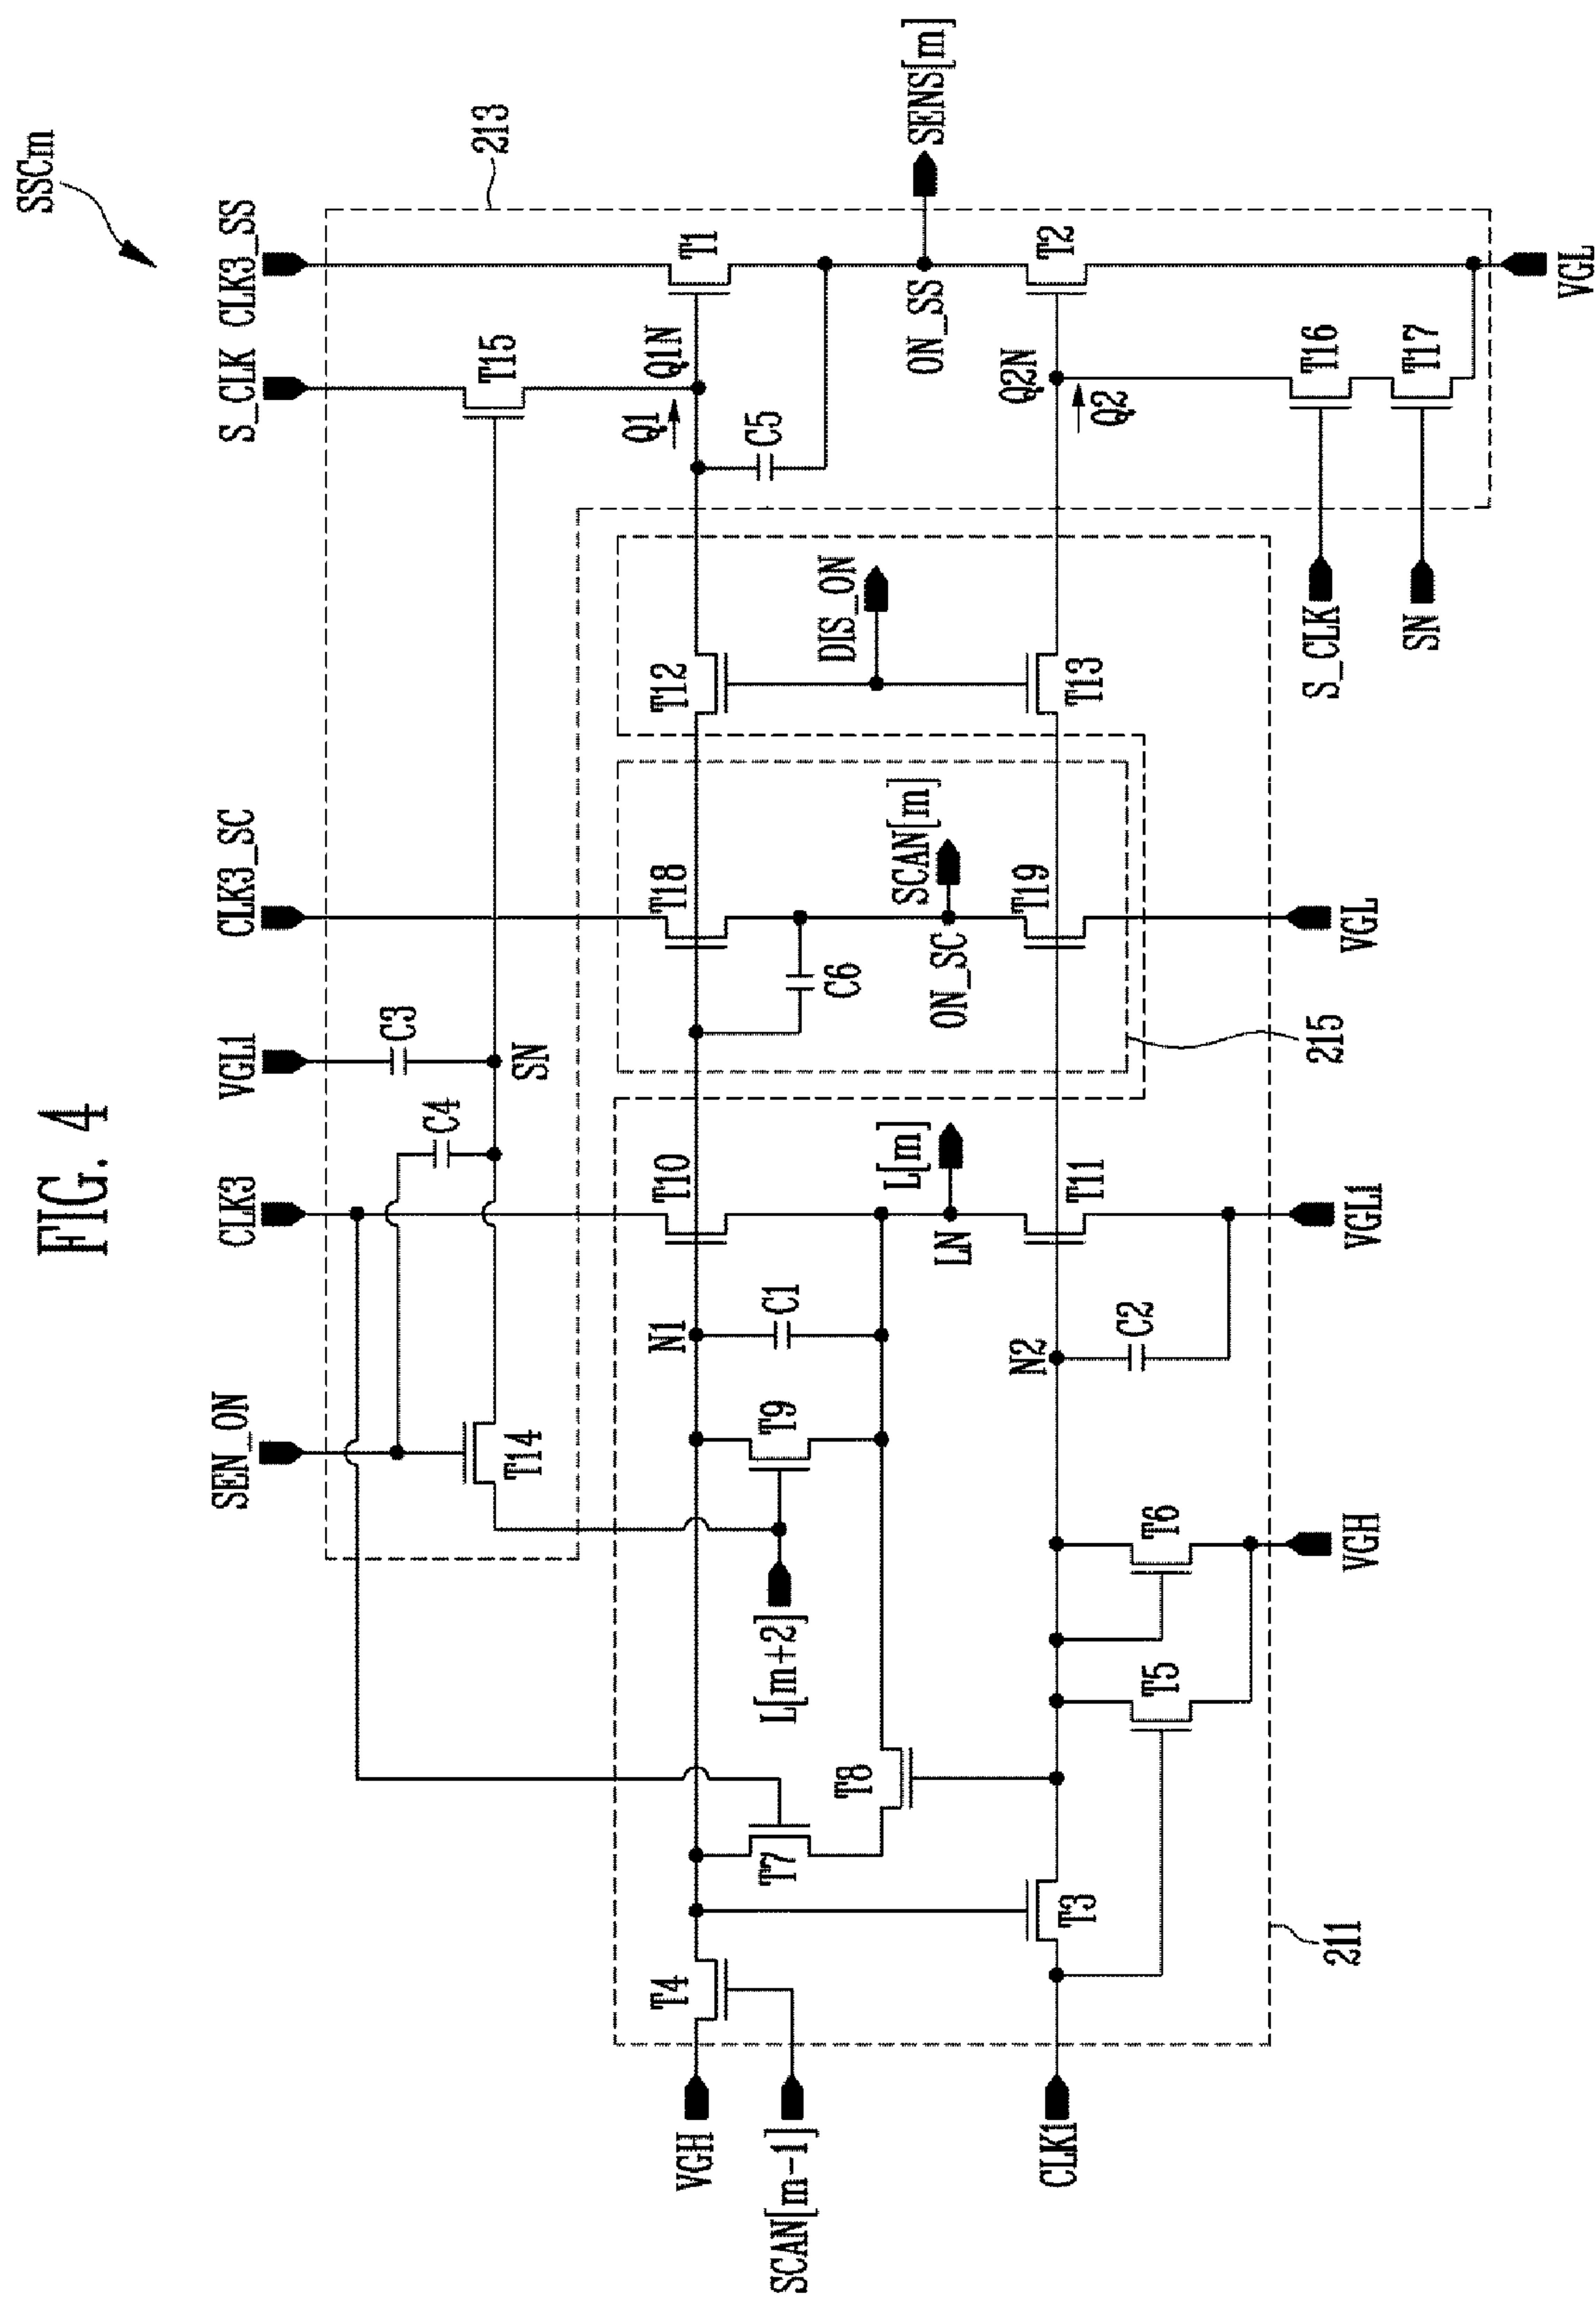 FIG. 4
SSCm
SEN_ON
CLK3
VGL1
CLK3_SC
S_CLK
CLK3_SS
213
C4
C3
T15
T14
SN
Q1
Q1N
T1
VGH
T4
N1
T10
T18
T12
C5
SCAN[m-1]
T7
L[m+2]
T9
C1
T8
L[m]
LN
C6
SCAN[m]
ON_SC
DIS_ON
ON_SS
SENS[m]
CLK1
T3
N2
T11
T19
T13
Q2N
Q2
T2
T5
T6
C2
VGH
VGL1
VGL
S_CLK
SN
T16
T17
VGL
211
215